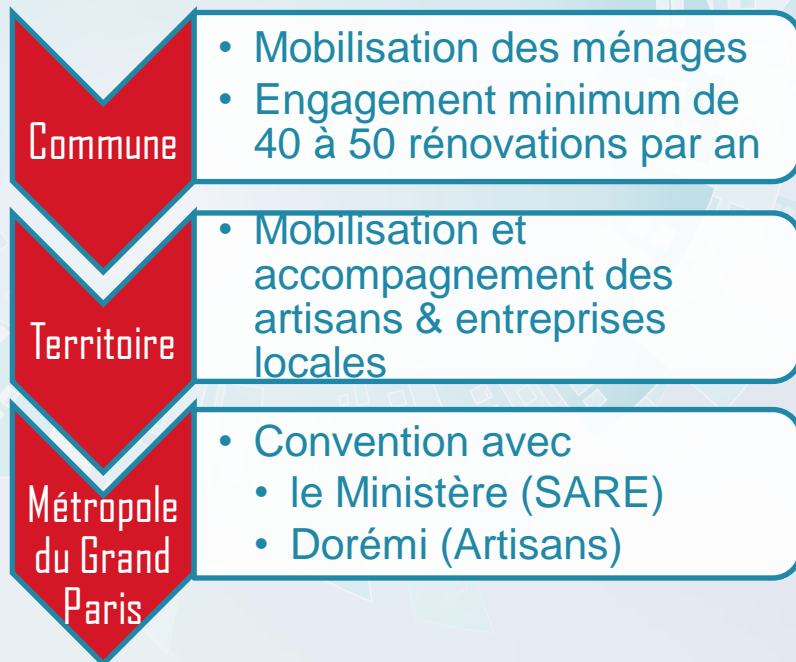 Commune
• Mobilisation des ménages
• Engagement minimum de
40 à 50 rénovations par an
Territoire
• Mobilisation et
accompagnement des
artisans & entreprises
locales
Métropole
du Grand
Paris
• Convention avec
• le Ministère (SARE)
• Dorémi (Artisans)